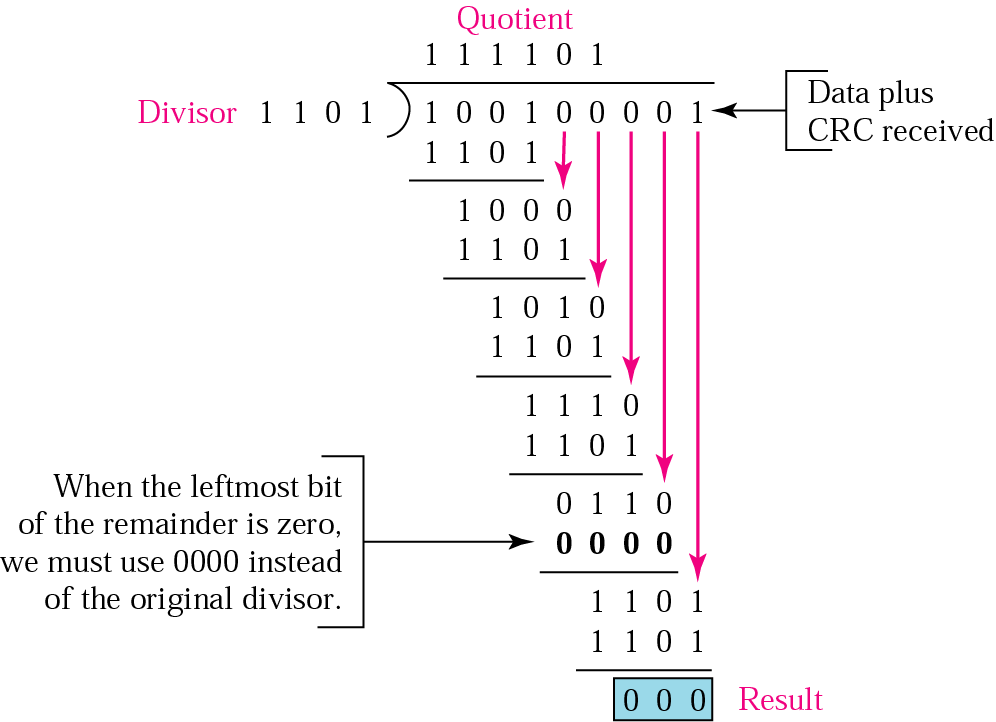 Quotient
1 1 1 1 0 1
Divisor 1 1 0 1 1 0 0 1 0 0 0 0 1
Data plus
CRC received
1 1 0 1
1 0 0 0
1 1 0 1
1 0 1 0
1 1 0 1
1 1 1 0
1 1 0 1
When the leftmost bit
of the remainder is zero,
we must use 0000 instead
of the original divisor.
0 1 1 0
0 0 0 0
1 1 0 1
1 1 0 1
0 0 0 Result